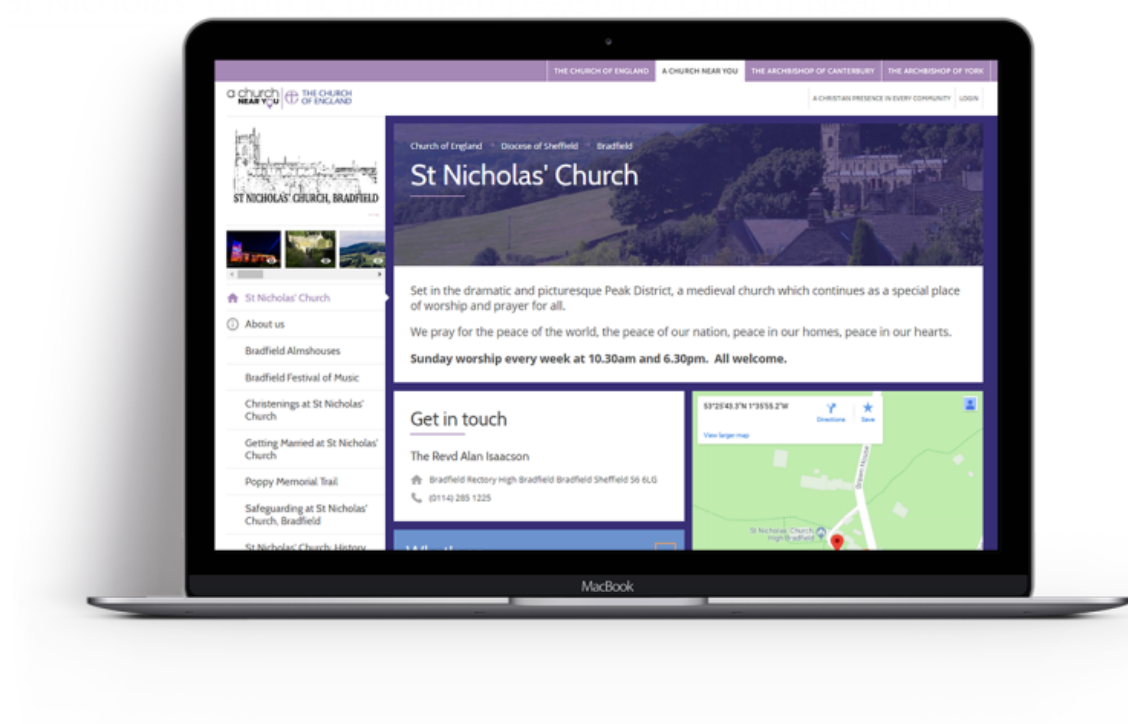 THE CHURCH OF ENGLAND
A CHURCH NEAR YOU
THE ARCHBISHOP OF CANTERBURY
THE ARCHBISHOP OF YORK
a church
NEAR YOU
THE CHURCH
OF ENGLAND
A CHRISTIAN PRESENCE IN EVERY COMMUNITY
LOGIN
ST NICHOLAS' CHURCH, BRADFIELD
St Nicholas' Church
About us
Bradfield Almshouses
Bradfield Festival of Music
Christenings at St Nicholas'
Church
Getting Married at St Nicholas'
Church
Poppy Memorial Trail
Safeguarding at St Nicholas'
Church, Bradfield
St Nicholas' Church: History
Church of England
Diocese of Sheffield
Bradfield
St Nicholas' Church
Set in the dramatic and picturesque Peak District, a medieval church which continues as a special place
of worship and prayer for all.
We pray for the peace of the world, the peace of our nation, peace in our homes, peace in our hearts.
Sunday worship every week at 10.30am and 6.30pm. All welcome.
Get in touch
The Revd Alan Isaacson
Bradfield Rectory High Bradfield Bradfield Sheffield S6 6LG
(0114) 285 1225
53°25'43.3"N 1°35'55.2"W
Directions
Save
View larger map
St Nicholas Church
High Bradfield
MacBook